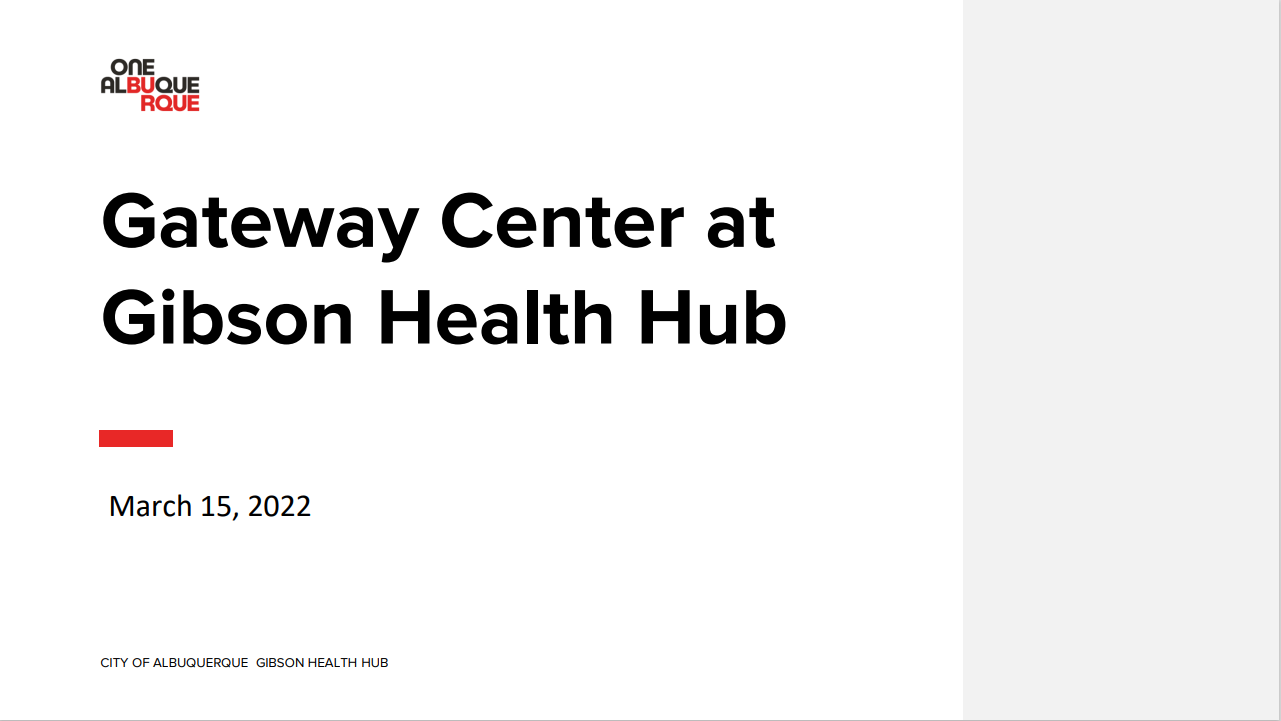 ONE
ALBUQUE
RQUE
Gateway Center at
Gibson Health Hub
March 15, 2022
CITY OF ALBUQUERQUE  GIBSON HEALTH HUB